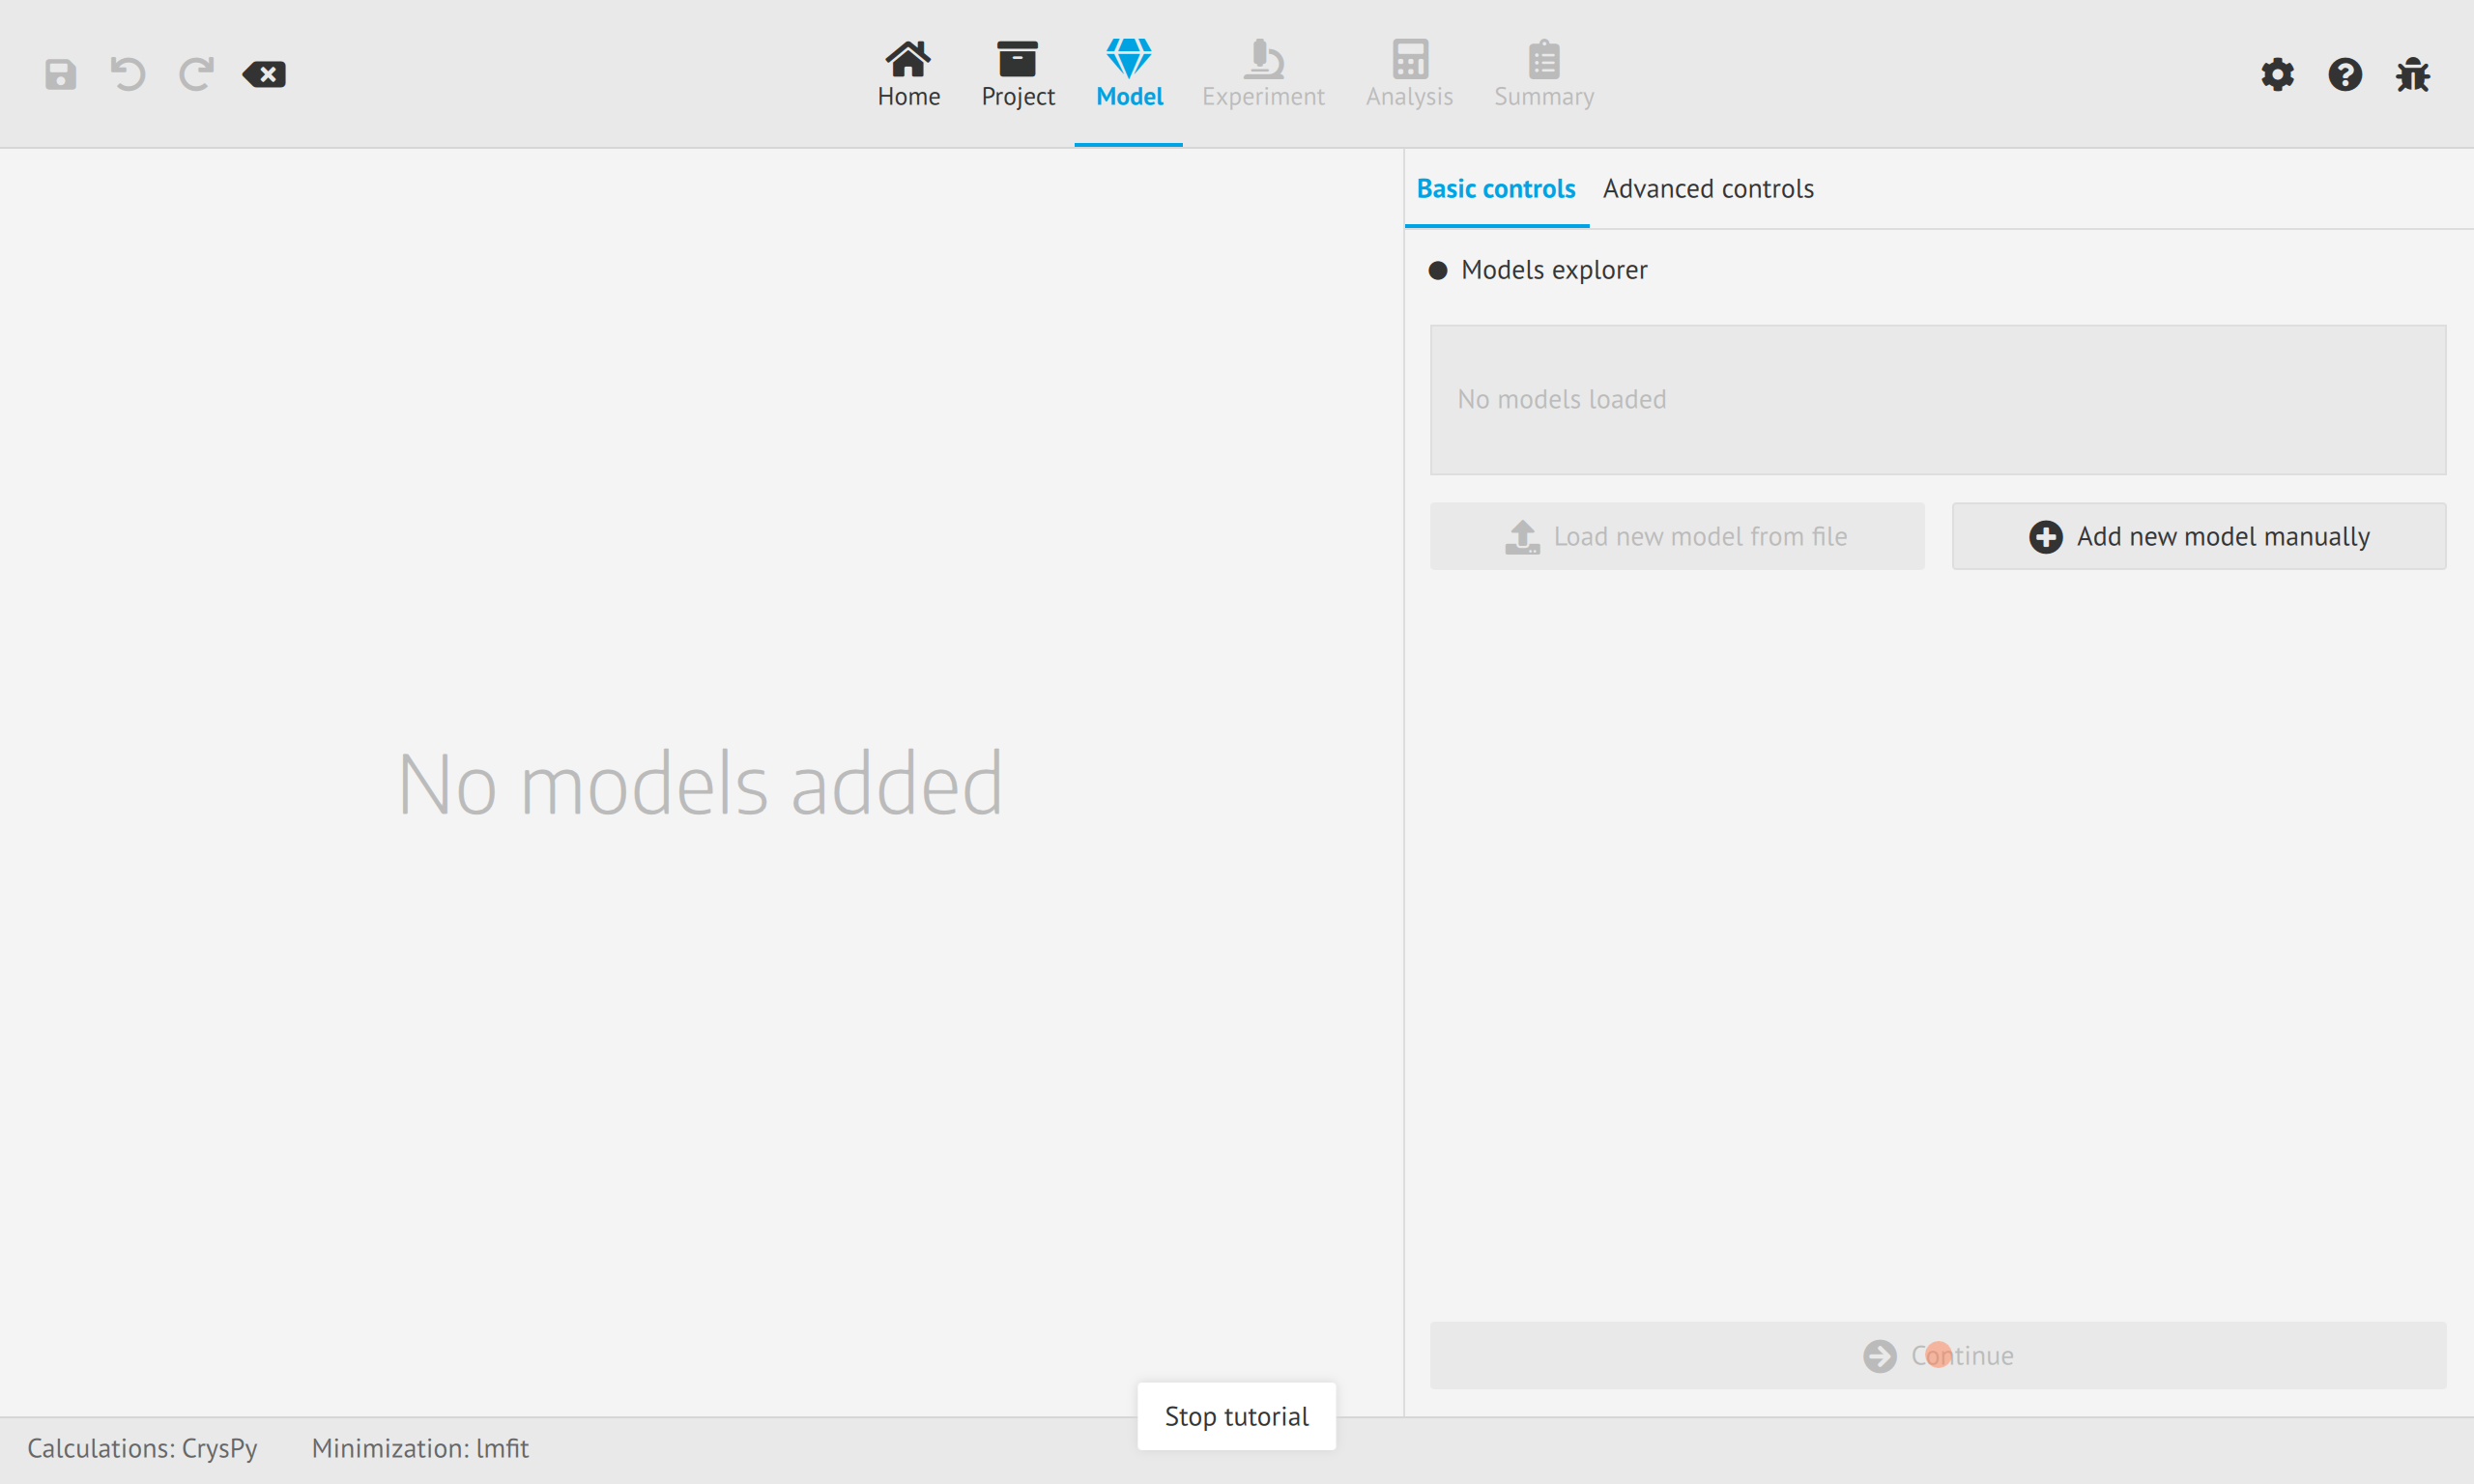 Home
Project
Model
Experiment
Analysis
Summary
Basic controls
Advanced controls
Models explorer
No models loaded
Load new model from file
Add new model manually
No models added
Continue
Stop tutorial
Calculations: CrysPy
Minimization: lmfit